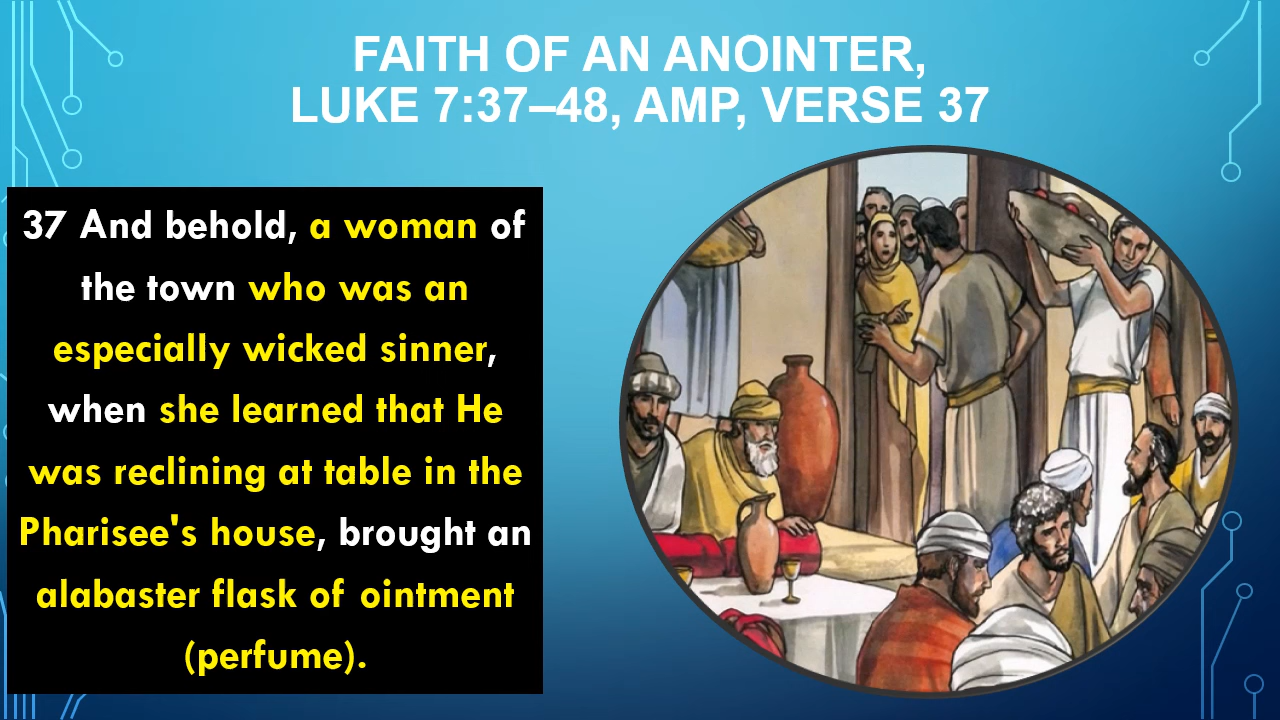 FAITH OF AN ANOINTER,
LUKE 7:37–48, AMP, VERSE 37
37 And behold, a woman of
the town who was an
especially wicked sinner,
when she learned that He
was reclining at table in the
Pharisee's house, brought an
alabaster flask of ointment
(perfume).